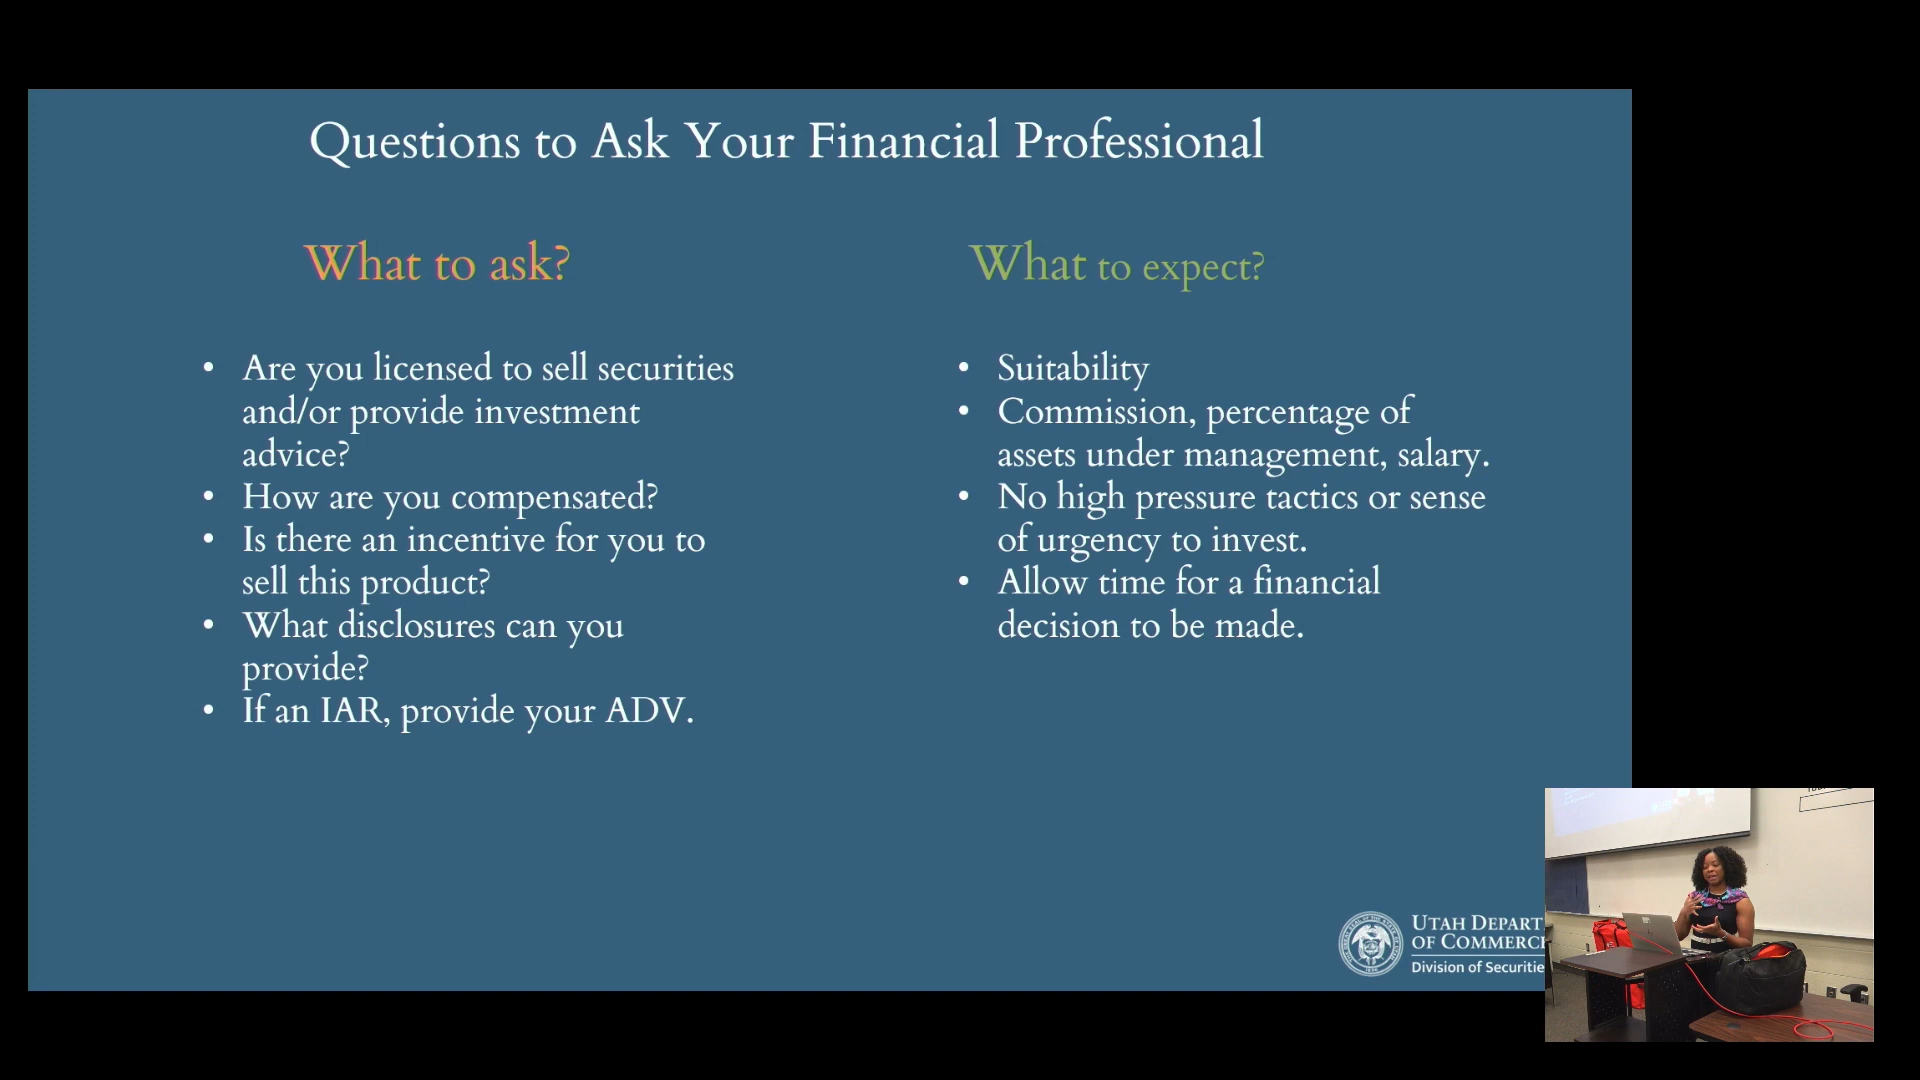 Questions to Ask Your Financial Professional
What to ask?
• Are you licensed to sell securities
and/or provide investment
advice?
• How are you compensated?
• Is there an incentive for you to
sell this product?
• What disclosures can you
provide?
• If an IAR, provide your ADV.
What to expect?
• Suitability
• Commission, percentage of
assets under management, salary.
• No high pressure tactics or sense
of urgency to invest.
• Allow time for a financial
decision to be made.
UTAH DEPART
OF COMMERC
Division of Securitie